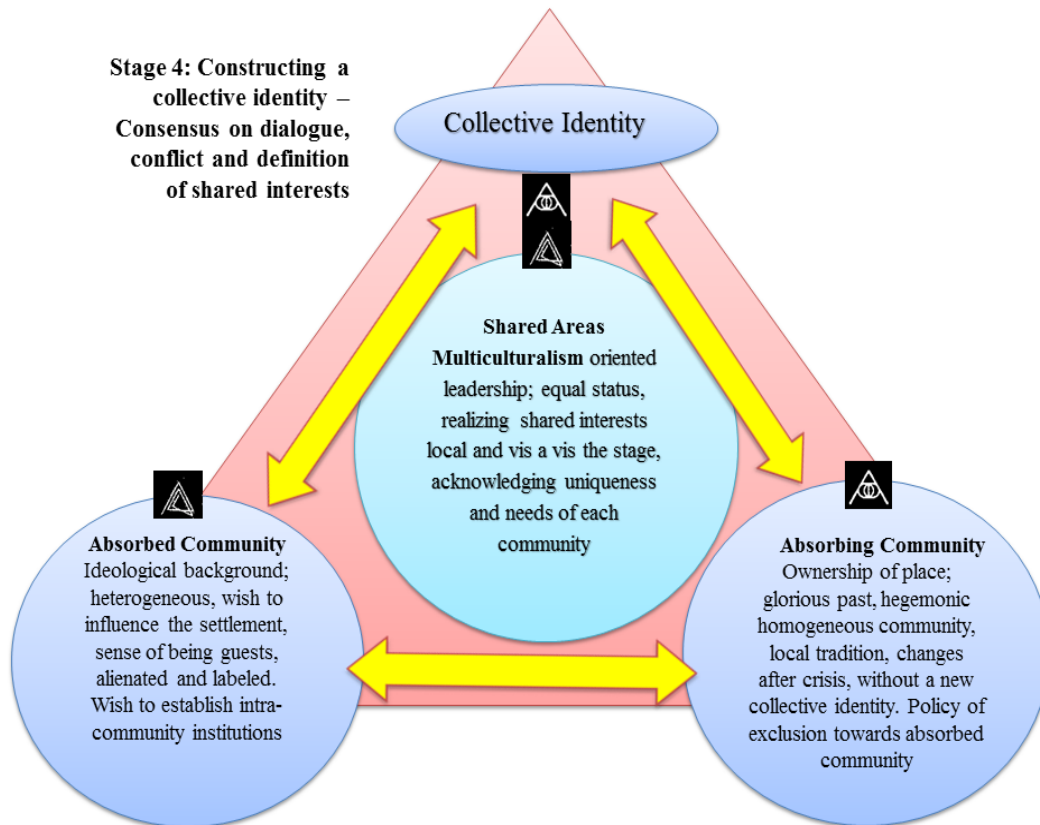 Stage 4: Constructing a
collective identity –
Consensus on dialogue,
conflict and definition
of shared interests
Collective Identity
Shared Areas
Multiculturalism oriented
leadership; equal status,
realizing shared interests
local and vis a vis the stage,
acknowledging uniqueness
and needs of each
community
Absorbed Community
Ideological background;
heterogeneous, wish to
influence the settlement,
sense of being guests,
alienated and labeled.
Wish to establish intra-
community institutions
Absorbing Community
Ownership of place;
glorious past, hegemonic
homogeneous community,
local tradition, changes
after crisis, without a new
collective identity. Policy of
exclusion towards absorbed
community